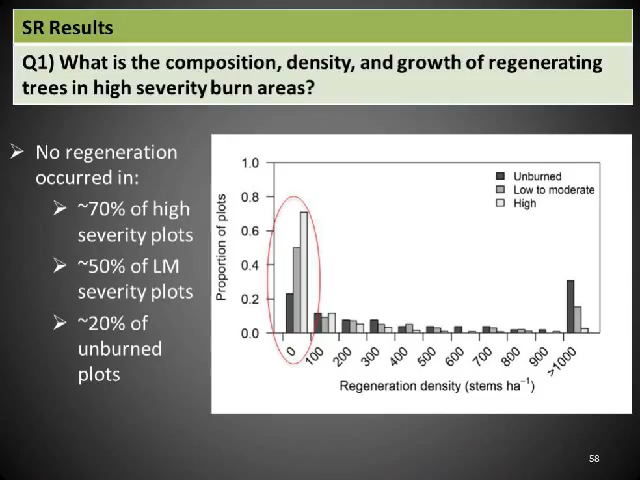 SR Results
Q1) What is the composition, density, and growth of regenerating
trees in high severity burn areas?
➢ No regeneration
occurred in:
➢ ~70% of high
severity plots
➢ ~50% of LM
severity plots
➢ ~20% of
unburned
plots
1.0
0.8
0.6
0.4
0.2
0.0
Proportion of plots
Unburned
Low to moderate
High
0
100
200
300
400
500
600
700
800
900
>1000
Regeneration density (stems ha⁻¹)
58